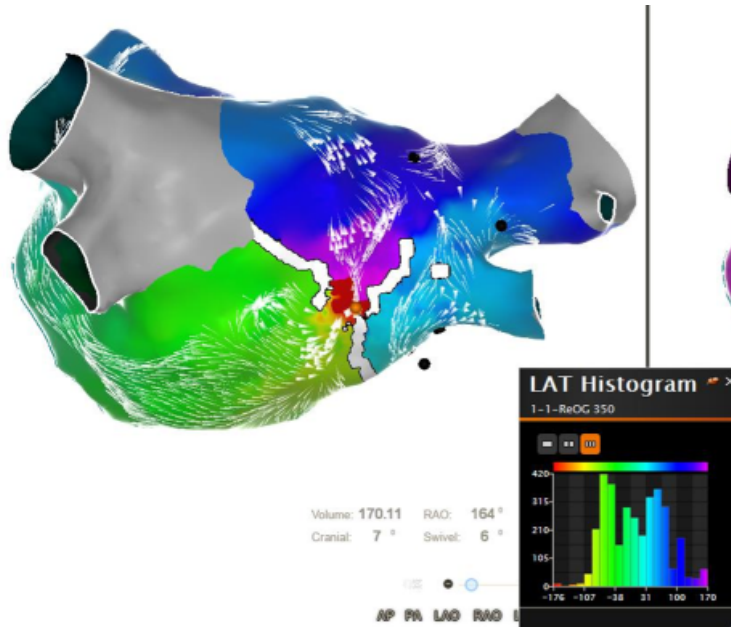 LAT Histogram
1-1-ReOG 350
420
315
210
105
0
-176 -107 -38 31 100 170
Volume: 170.11 RAO: 164 °
Cranial: 7 ° Swivel: 6 °
AP PA LAO RAO